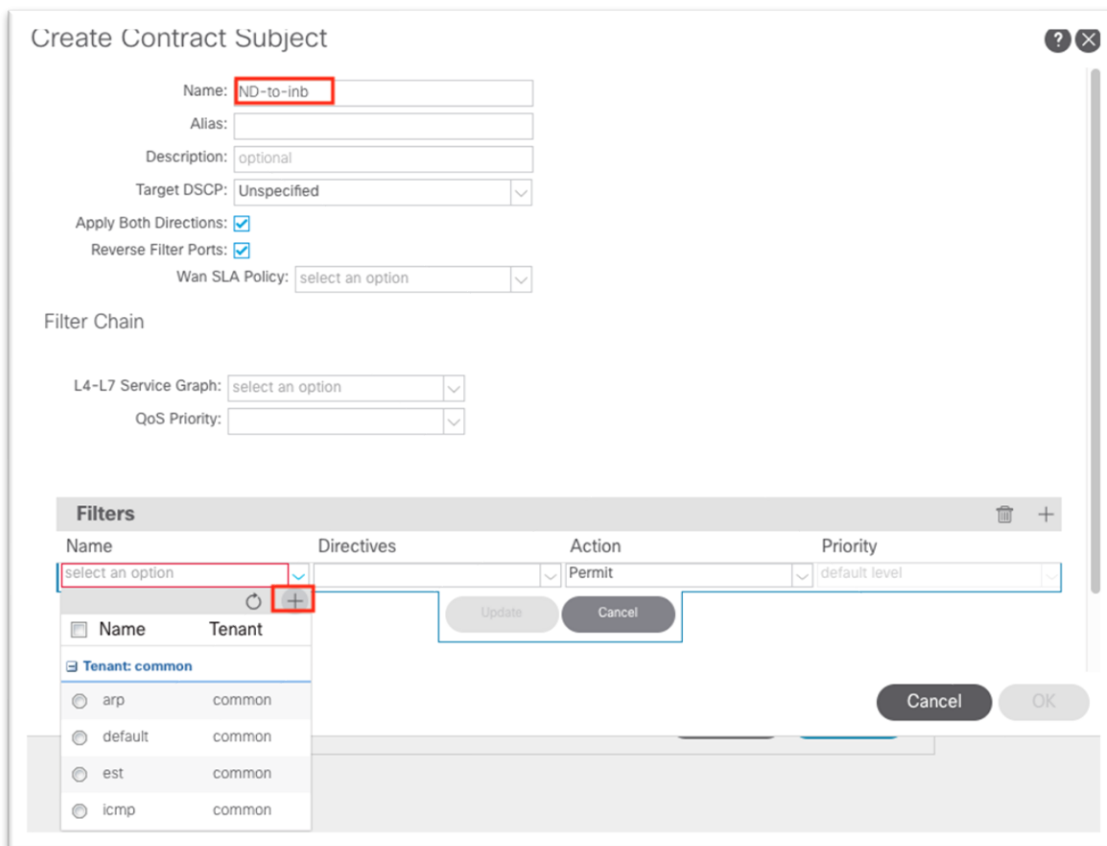 Create Contract Subject
Name: ND-to-inb
Alias:
Description: optional
Target DSCP: Unspecified
Apply Both Directions:
Reverse Filter Ports:
Wan SLA Policy: select an option
Filter Chain
L4-L7 Service Graph: select an option
QoS Priority:
Filters
Name Directives Action Priority
select an option Permit default level
Update Cancel
Name Tenant
Tenant: common
arp common
Cancel OK
default common
est common
icmp common